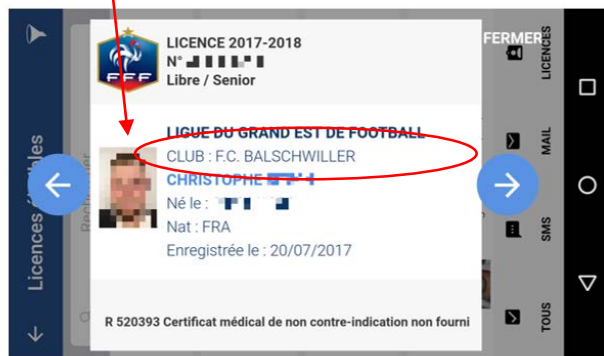 LICENCE 2017-2018
N°
Libre / Senior
FFF
FERMER
LIGUE DU GRAND EST DE FOOTBALL
CLUB : F.C. BALSCHWILLER
CHRISTOPHE
Né le :
Nat : FRA
Enregistrée le : 20/07/2017
R 520393 Certificat médical de non contre-indication non fourni
Licences
LICENCES
MAIL
SMS
TOUS